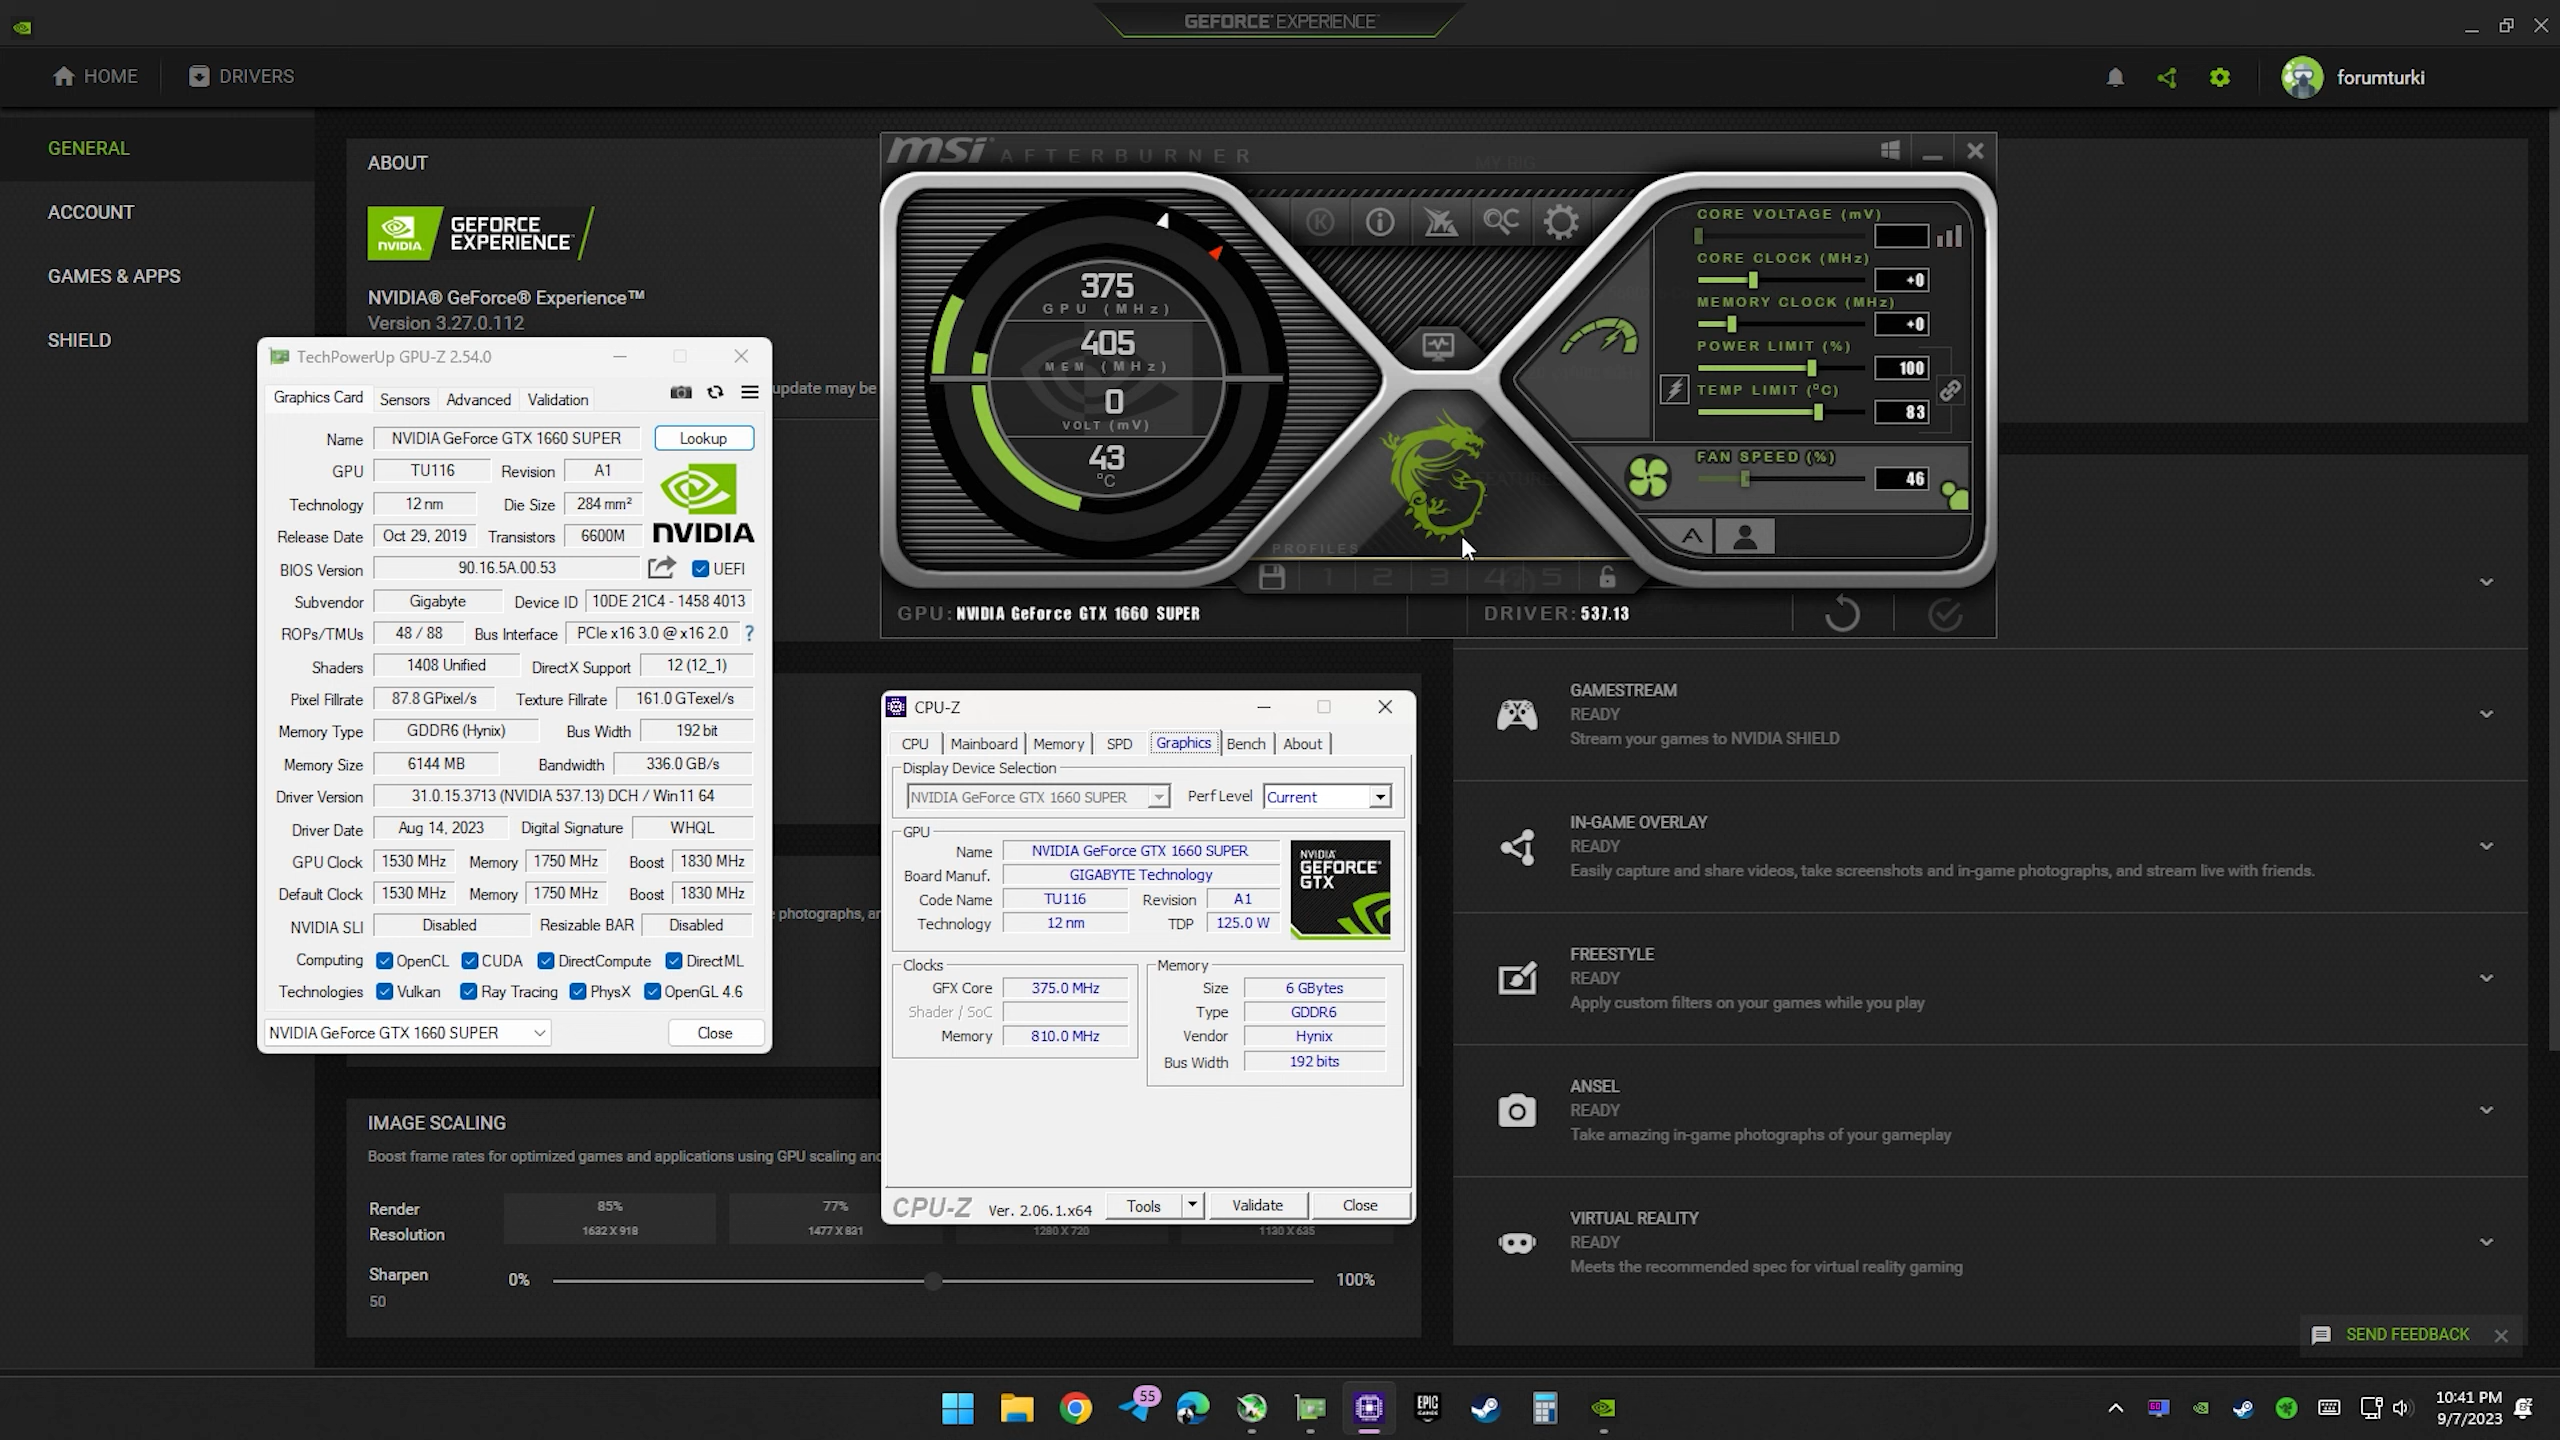 GEFORCE EXPERIENCE
HOME
DRIVERS
forumturki
GENERAL
ACCOUNT
GAMES & APPS
SHIELD
ABOUT
NVIDIA
GEFORCE
EXPERIENCE
NVIDIA® GeForce® Experience™
Version 3.27.0.112
update may be
photographs, an
IMAGE SCALING
Boost frame rates for optimized games and applications using GPU scaling and
Render
Resolution
85%
1632 X 918
77%
1477 X 831
1280 X 720
1130 X 635
Sharpen
50
0%
100%
TechPowerUp GPU-Z 2.54.0
Graphics Card Sensors Advanced Validation
Name NVIDIA GeForce GTX 1660 SUPER Lookup
GPU TU116 Revision A1
Technology 12 nm Die Size 284 mm²
NVIDIA
Release Date Oct 29, 2019 Transistors 6600M
BIOS Version 90.16.5A.00.53 UEFI
Subvendor Gigabyte Device ID 10DE 21C4 - 1458 4013
ROPs/TMUs 48 / 88 Bus Interface PCIe x16 3.0 @ x16 2.0 ?
Shaders 1408 Unified DirectX Support 12 (12_1)
Pixel Fillrate 87.8 GPixel/s Texture Fillrate 161.0 GTexel/s
Memory Type GDDR6 (Hynix) Bus Width 192 bit
Memory Size 6144 MB Bandwidth 336.0 GB/s
Driver Version 31.0.15.3713 (NVIDIA 537.13) DCH / Win11 64
Driver Date Aug 14, 2023 Digital Signature WHQL
GPU Clock 1530 MHz Memory 1750 MHz Boost 1830 MHz
Default Clock 1530 MHz Memory 1750 MHz Boost 1830 MHz
NVIDIA SLI Disabled Resizable BAR Disabled
Computing OpenCL CUDA DirectCompute DirectML
Technologies Vulkan Ray Tracing PhysX OpenGL 4.6
NVIDIA GeForce GTX 1660 SUPER Close
msi AFTERBURNER
MY RIG
375
GPU (MHz)
405
MEM (MHz)
0
VOLT (mV)
43
°C
K
CORE VOLTAGE (mV)
CORE CLOCK (MHz)
+0
MEMORY CLOCK (MHz)
+0
POWER LIMIT (%)
100
TEMP LIMIT (°C)
83
FAN SPEED (%)
46
A
PROFILES
1 2 3 4 5
GPU: NVIDIA GeForce GTX 1660 SUPER
DRIVER: 537.13
CPU-Z
CPU Mainboard Memory SPD Graphics Bench About
Display Device Selection
NVIDIA GeForce GTX 1660 SUPER Perf Level Current
GPU
Name NVIDIA GeForce GTX 1660 SUPER
Board Manuf. GIGABYTE Technology
Code Name TU116 Revision A1
Technology 12 nm TDP 125.0 W
NVIDIA
GEFORCE
GTX
Clocks
GFX Core 375.0 MHz
Shader / SoC
Memory 810.0 MHz
Memory
Size 6 GBytes
Type GDDR6
Vendor Hynix
Bus Width 192 bits
CPU-Z Ver. 2.06.1.x64 Tools Validate Close
GAMESTREAM
READY
Stream your games to NVIDIA SHIELD
IN-GAME OVERLAY
READY
Easily capture and share videos, take screenshots and in-game photographs, and stream live with friends.
FREESTYLE
READY
Apply custom filters on your games while you play
ANSEL
READY
Take amazing in-game photographs of your gameplay
VIRTUAL REALITY
READY
Meets the recommended spec for virtual reality gaming
SEND FEEDBACK
55
EPIC
GAMES
60
10:41 PM
9/7/2023